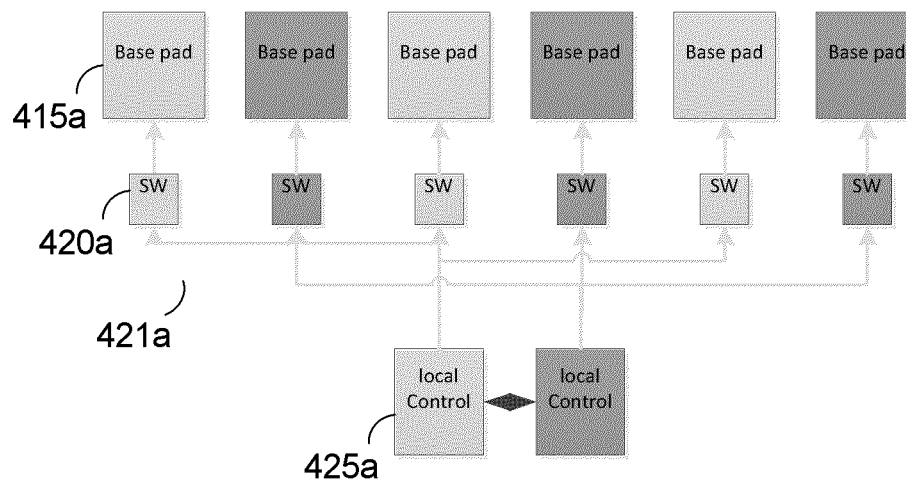 Base pad Base pad Base pad Base pad Base pad Base pad
415a
SW SW SW SW SW SW
420a
421a
local local
Control Control
425a